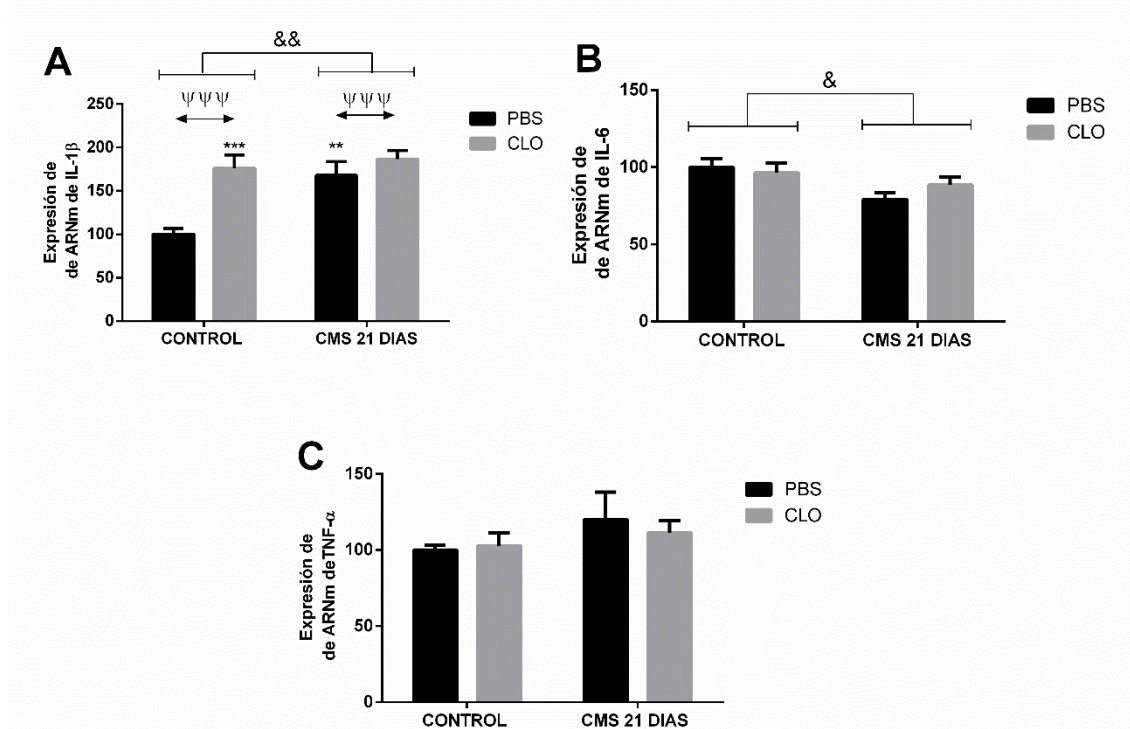 A
&&
ψψψ
ψψψ
***
**
250
200
150
100
50
0
Expresión de
de ARNm de IL-1β
CONTROL
CMS 21 DIAS
PBS
CLO
B
&
150
100
50
0
Expresión de
de ARNm de IL-6
CONTROL
CMS 21 DIAS
PBS
CLO
C
150
100
50
0
Expresión de
de ARNm deTNF-α
CONTROL
CMS 21 DIAS
PBS
CLO